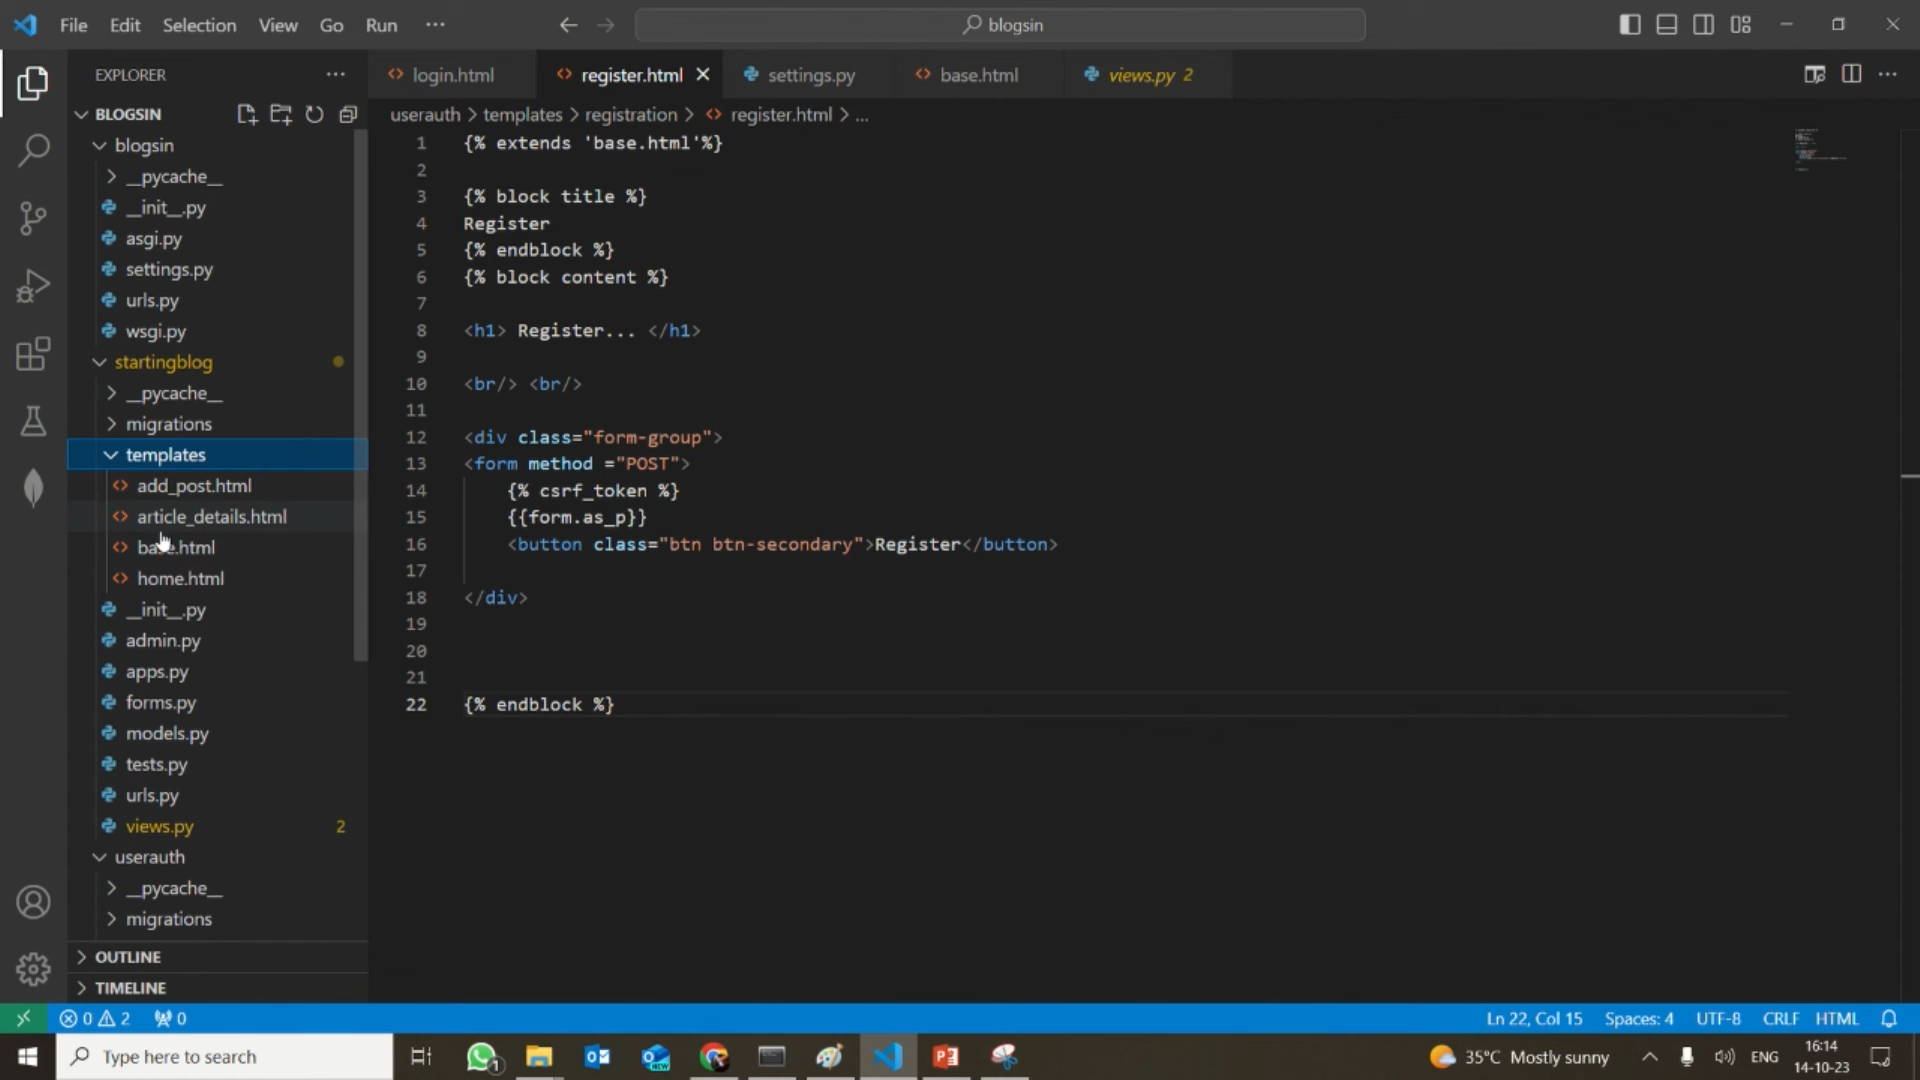 File Edit Selection View Go Run ...
blogsin
EXPLORER ...
login.html register.html settings.py base.html views.py 2
BLOGSIN
userauth > templates > registration > register.html > ...
blogsin
__pycache__
__init__.py
asgi.py
settings.py
urls.py
wsgi.py
startingblog
__pycache__
migrations
templates
add_post.html
article_details.html
base.html
home.html
__init__.py
admin.py
apps.py
forms.py
models.py
tests.py
urls.py
views.py 2
userauth
__pycache__
migrations
OUTLINE
TIMELINE
1 {% extends 'base.html'%}
2
3 {% block title %}
4 Register
5 {% endblock %}
6 {% block content %}
7
8 <h1> Register... </h1>
9
10 <br/> <br/>
11
12 <div class="form-group">
13 <form method ="POST">
14 {% csrf_token %}
15 {{form.as_p}}
16 <button class="btn btn-secondary">Register</button>
17
18 </div>
19
20
21
22 {% endblock %}
0 2 0 Ln 22, Col 15 Spaces: 4 UTF-8 CRLF HTML
Type here to search
1
NEW
35°C Mostly sunny ENG 16:14
14-10-23